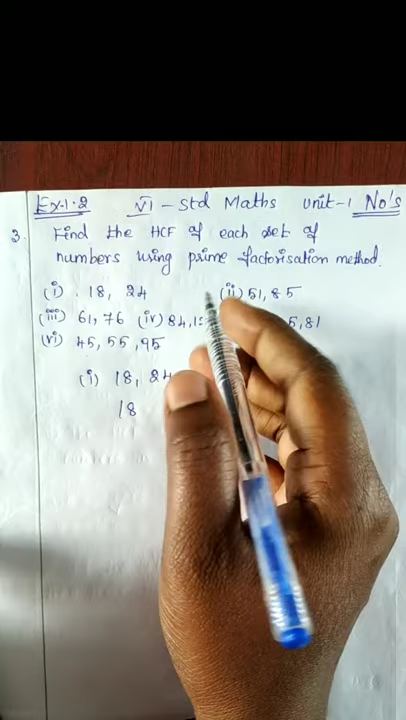 Ex.1.2 VI - Std Maths Unit-1 No's
3. Find the HCF of each set of
numbers using prime factorisation method.
(i) 18, 24 (ii) 51, 85
(iii) 61, 76 (iv) 84, 5, 81
(vi) 45, 55, 95
(i) 18, 24
18